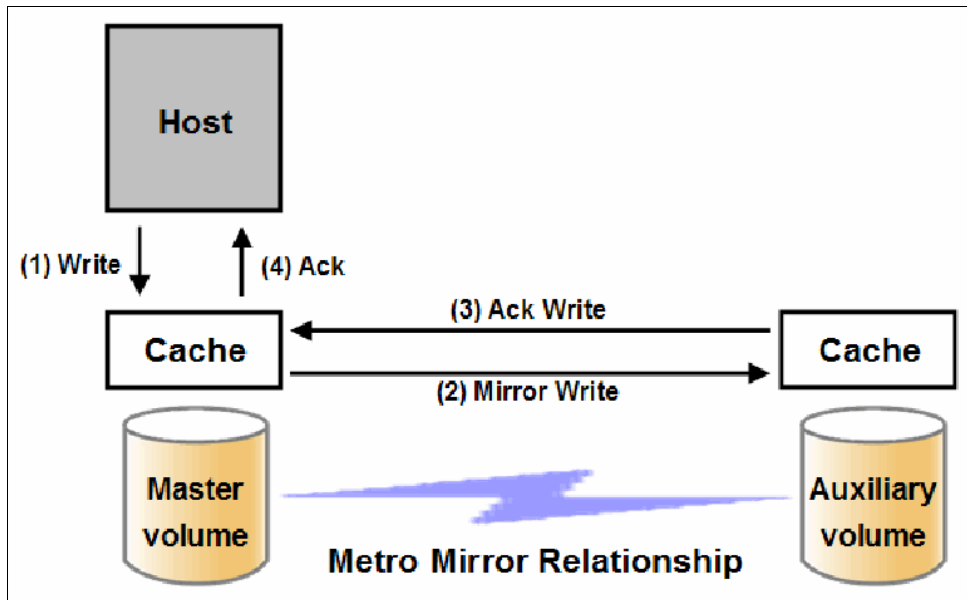 Host
(1) Write
(4) Ack
(3) Ack Write
Cache
Cache
(2) Mirror Write
Master
volume
Auxiliary
volume
Metro Mirror Relationship